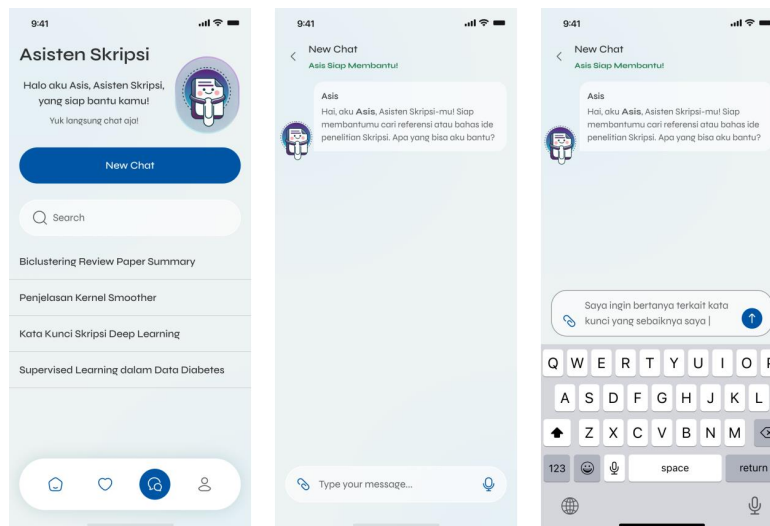 9:41
Asisten Skripsi
Halo aku Asis, Asisten Skripsi,
yang siap bantu kamu!
Yuk langsung chat aja!
New Chat
Search
Biclustering Review Paper Summary
Penjelasan Kernel Smoother
Kata Kunci Skripsi Deep Learning
Supervised Learning dalam Data Diabetes
9:41
New Chat
Asis Siap Membantu!
Asis
Hai, aku Asis, Asisten Skripsi-mu! Siap
membantumu cari referensi atau bahas ide
penelitian Skripsi. Apa yang bisa aku bantu?
Type your message...
9:41
New Chat
Asis Siap Membantu!
Asis
Hai, aku Asis, Asisten Skripsi-mu! Siap
membantumu cari referensi atau bahas ide
penelitian Skripsi. Apa yang bisa aku bantu?
Saya ingin bertanya terkait kata
kunci yang sebaiknya saya |
Q W E R T Y U I O P
A S D F G H J K L
Z X C V B N M
123 space return